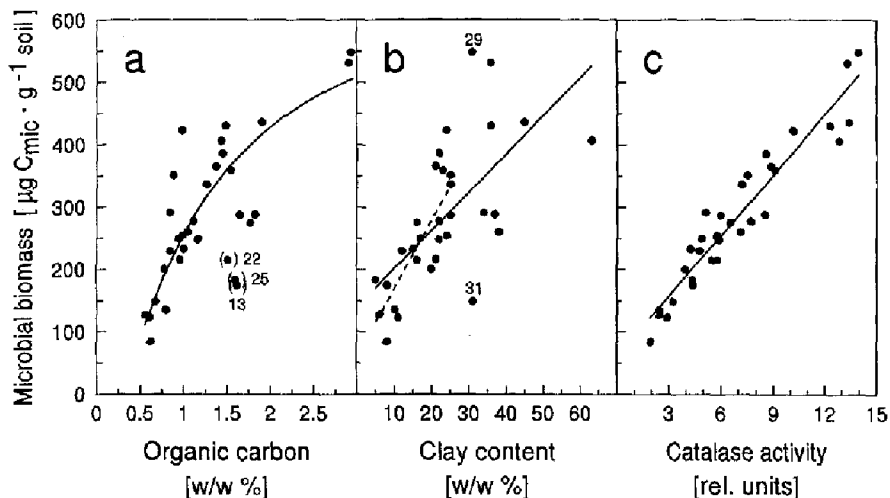 Microbial biomass [ µg Cmic · g⁻¹ soil ]
600
500
400
300
200
100
0
a
b
c
29
22
25
13
31
0 0.5 1 1.5 2 2.5
10 20 30 40 50 60
3 6 9 12 15
Organic carbon
[w/w %]
Clay content
[w/w %]
Catalase activity
[rel. units]